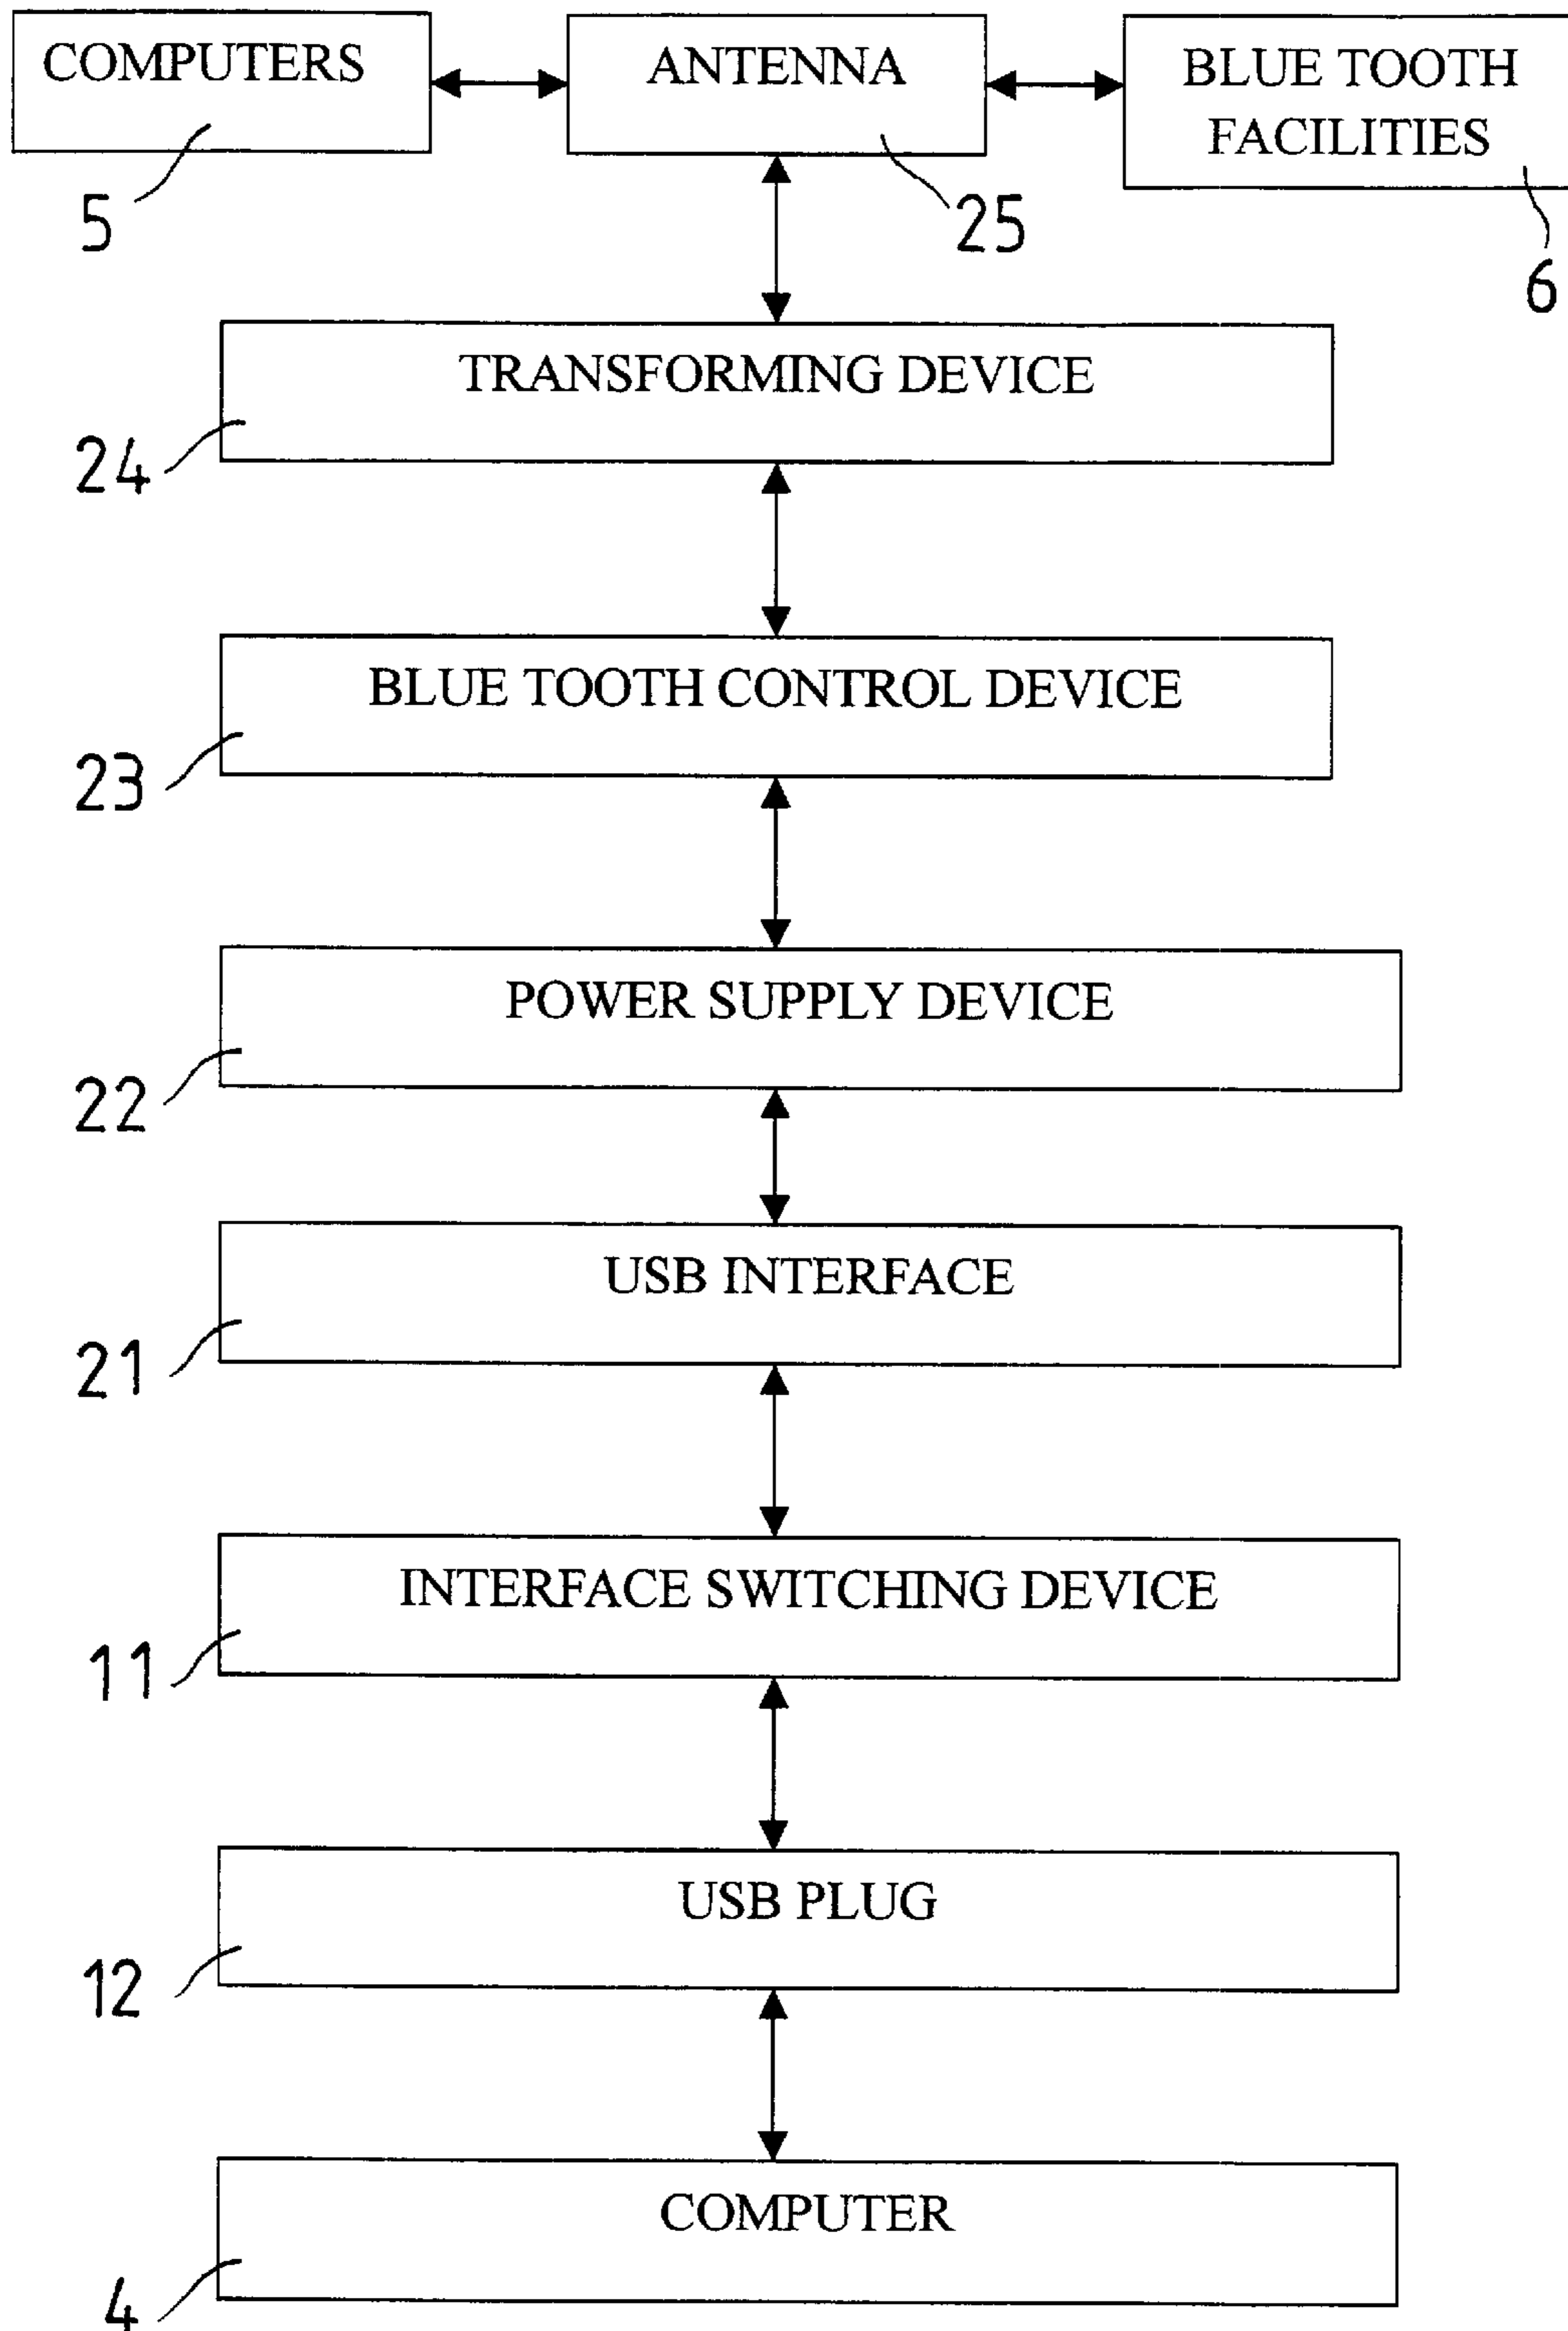 COMPUTERS
ANTENNA
BLUE TOOTH
FACILITIES
5
25
6
TRANSFORMING DEVICE
24
BLUE TOOTH CONTROL DEVICE
23
POWER SUPPLY DEVICE
22
USB INTERFACE
21
INTERFACE SWITCHING DEVICE
11
USB PLUG
12
COMPUTER
4